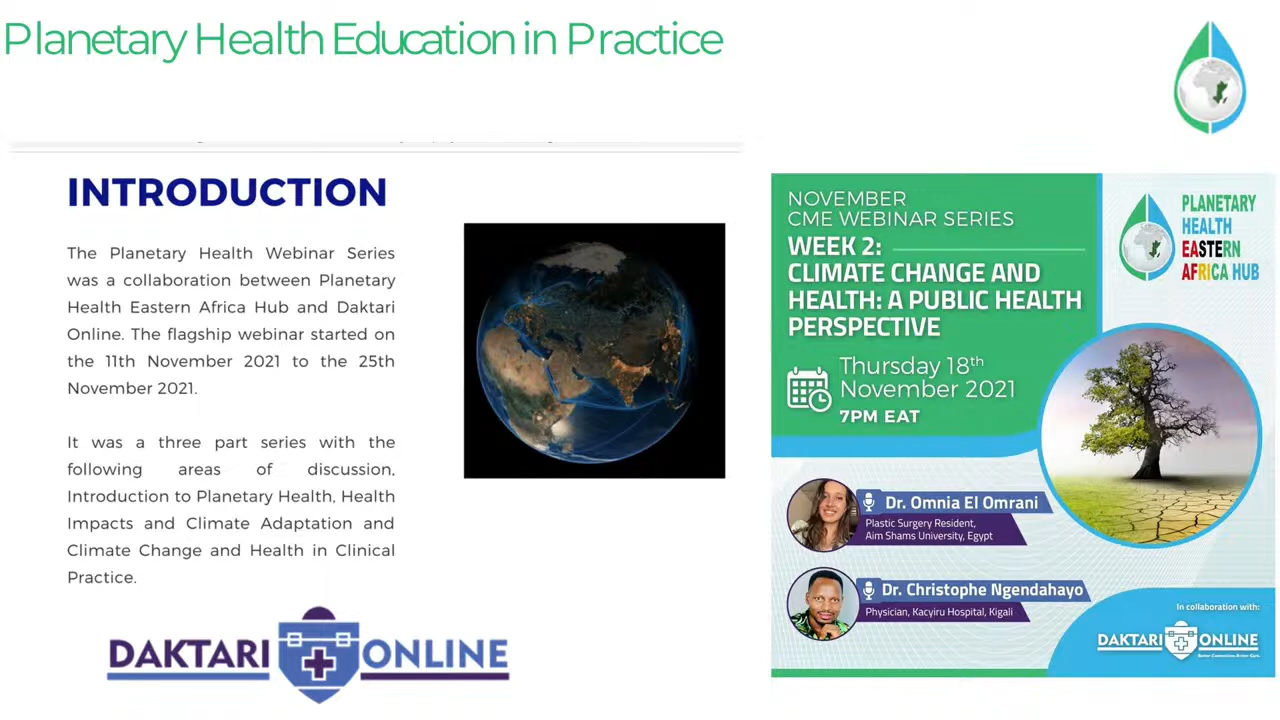 Planetary Health Education in Practice
INTRODUCTION
The Planetary Health Webinar Series
was a collaboration between Planetary
Health Eastern Africa Hub and Daktari
Online. The flagship webinar started on
the 11th November 2021 to the 25th
November 2021.
It was a three part series with the
following areas of discussion,
Introduction to Planetary Health, Health
Impacts and Climate Adaptation and
Climate Change and Health in Clinical
Practice.
DAKTARI ONLINE
NOVEMBER
CME WEBINAR SERIES
WEEK 2:
CLIMATE CHANGE AND
HEALTH: A PUBLIC HEALTH
PERSPECTIVE
Thursday 18th
November 2021
7PM EAT
PLANETARY
HEALTH
EASTERN
AFRICA HUB
Dr. Omnia El Omrani
Plastic Surgery Resident,
Aim Shams University, Egypt
Dr. Christophe Ngendahayo
Physician, Kacyiru Hospital, Kigali
In collaboration with:
DAKTARI ONLINE
Better Connection. Better Care.